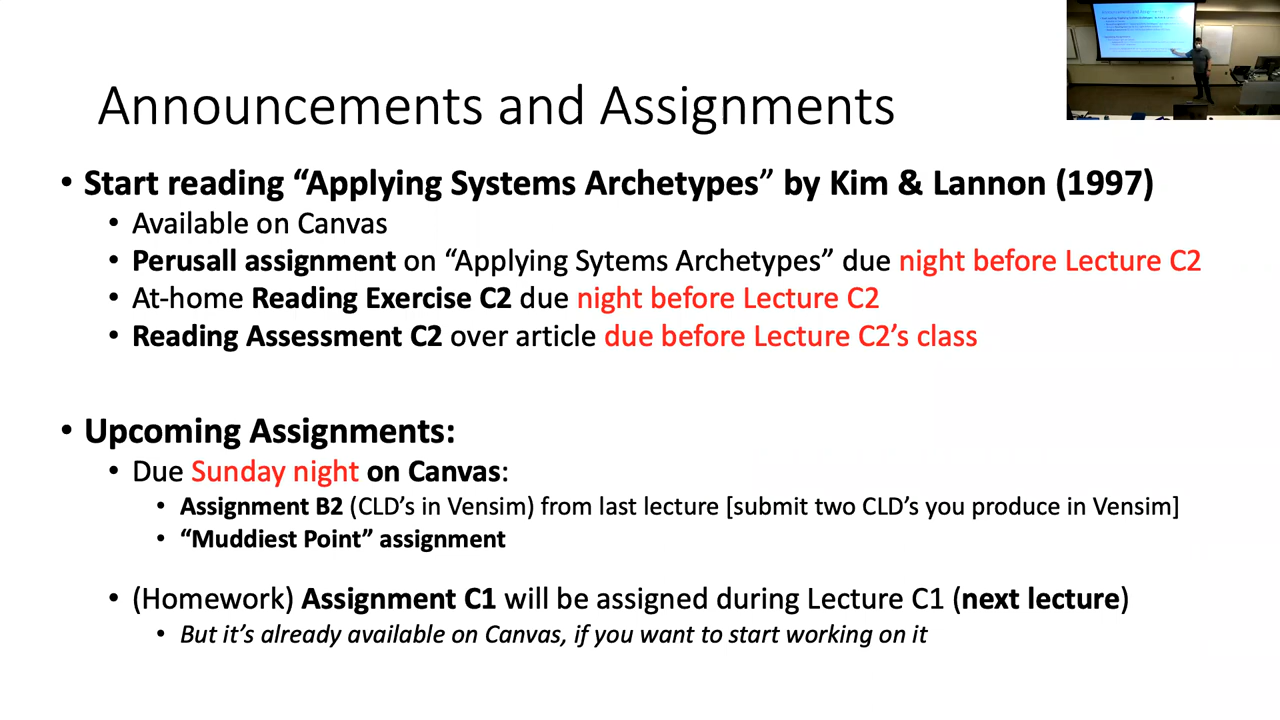 Announcements and Assignments
• Start reading “Applying Systems Archetypes” by Kim & Lannon (1997)
• Available on Canvas
• Perusall assignment on “Applying Sytems Archetypes” due night before Lecture C2
• At-home Reading Exercise C2 due night before Lecture C2
• Reading Assessment C2 over article due before Lecture C2’s class
• Upcoming Assignments:
• Due Sunday night on Canvas:
• Assignment B2 (CLD’s in Vensim) from last lecture [submit two CLD’s you produce in Vensim]
• “Muddiest Point” assignment
• (Homework) Assignment C1 will be assigned during Lecture C1 (next lecture)
• But it’s already available on Canvas, if you want to start working on it